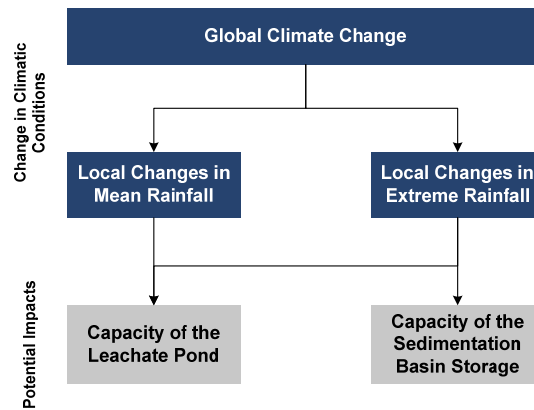 Global Climate Change
Change in Climatic
Conditions
Local Changes in
Mean Rainfall
Local Changes in
Extreme Rainfall
Potential Impacts
Capacity of the
Leachate Pond
Capacity of the
Sedimentation
Basin Storage